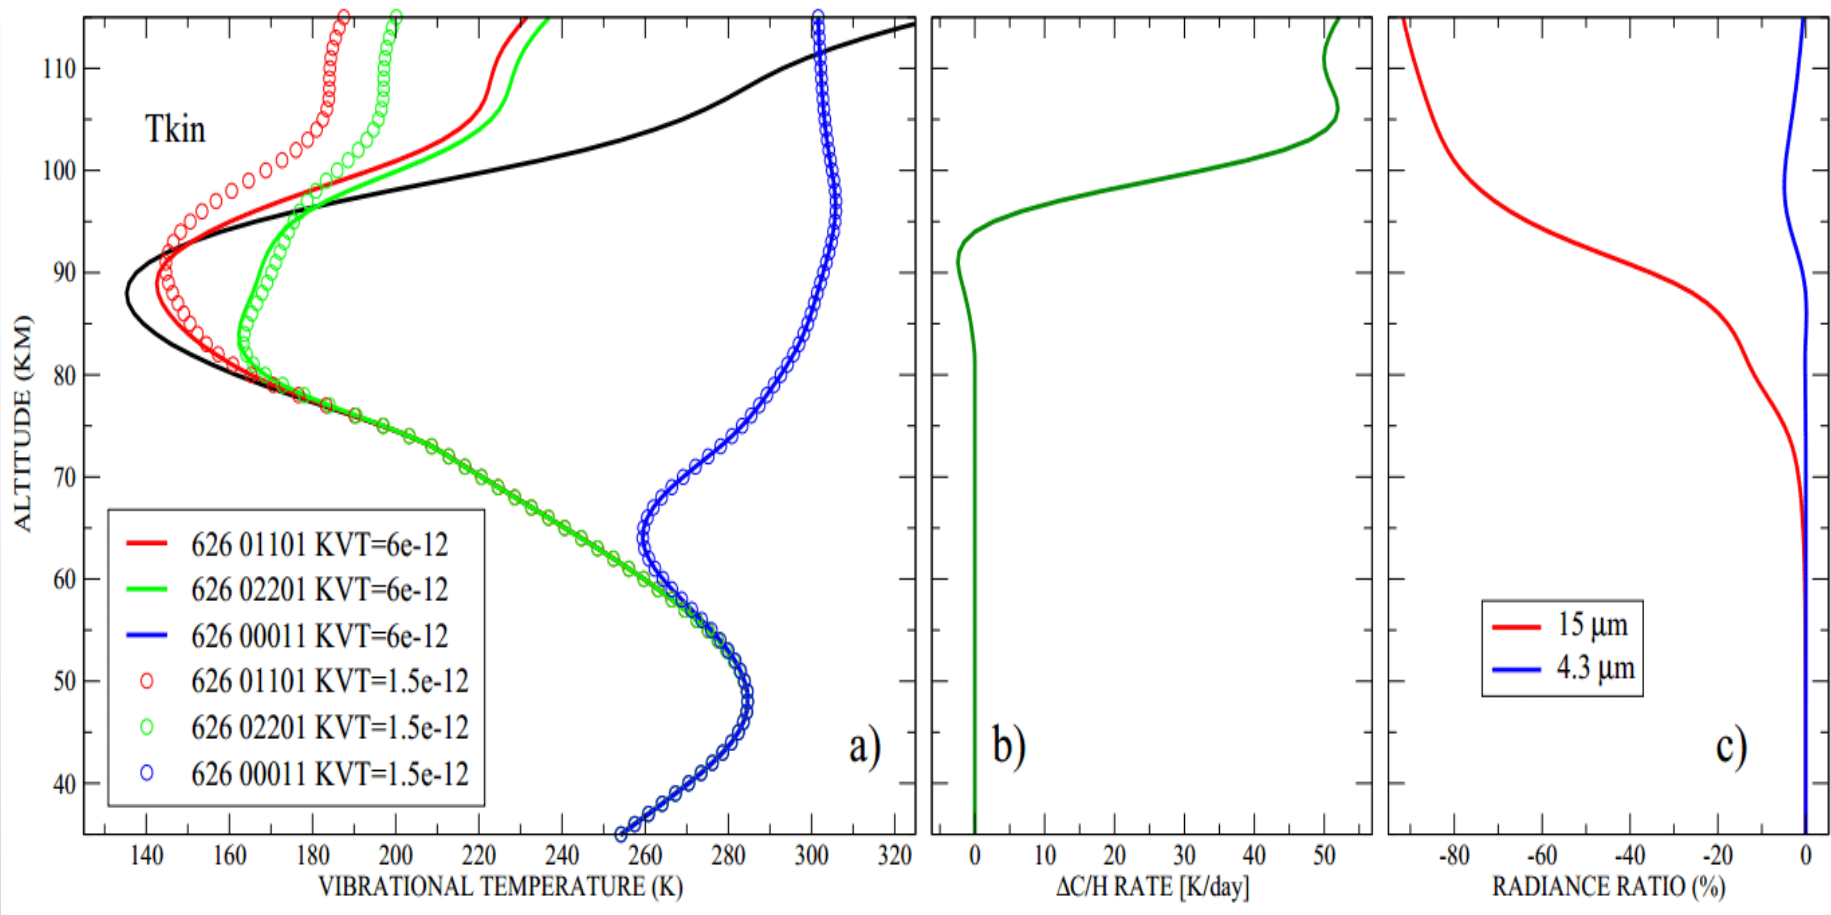 Tkin
110
100
90
80
70
60
50
40
ALTITUDE (KM)
626 01101 KVT=6e-12
626 02201 KVT=6e-12
626 00011 KVT=6e-12
626 01101 KVT=1.5e-12
626 02201 KVT=1.5e-12
626 00011 KVT=1.5e-12
a)
140 160 180 200 220 240 260 280 300 320
VIBRATIONAL TEMPERATURE (K)
b)
0 10 20 30 40 50
ΔC/H RATE [K/day]
15 μm
4.3 μm
c)
-80 -60 -40 -20 0
RADIANCE RATIO (%)